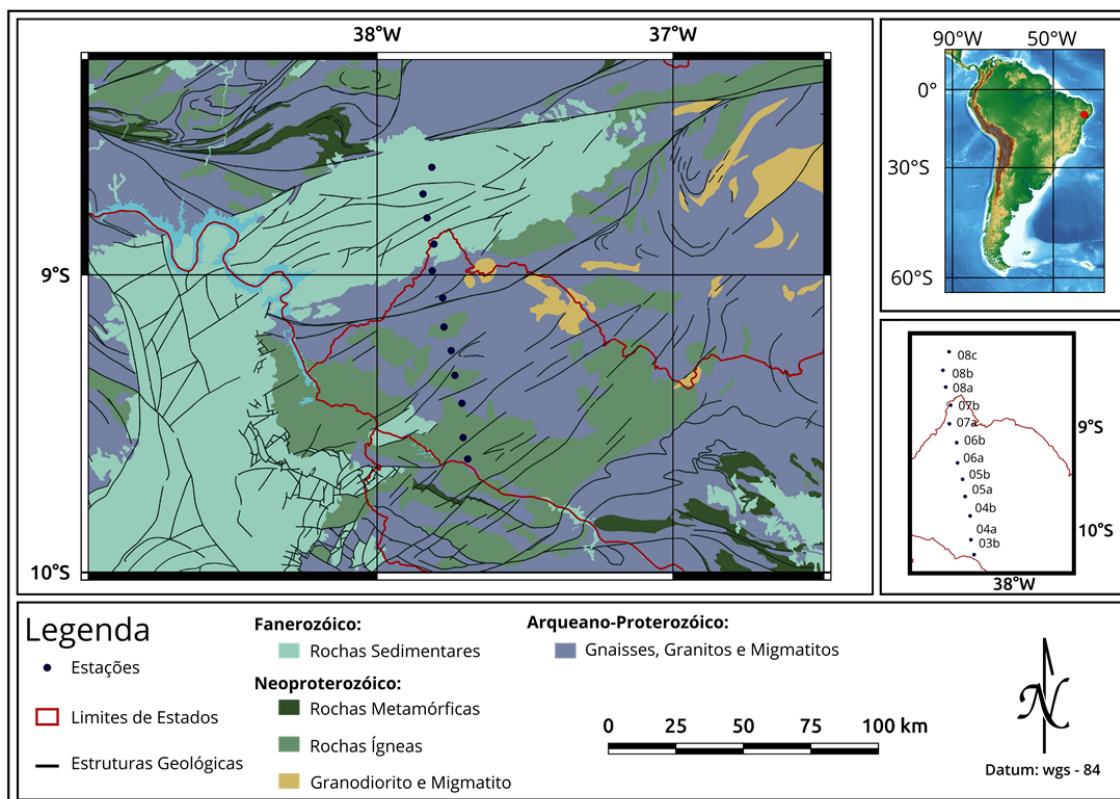 38°W
37°W
9°S
10°S
90°W
50°W
0°
30°S
60°S
08c
08b
08a
07b
07a
06b
06a
05b
05a
04b
04a
03b
9°S
10°S
38°W
Legenda
Estações
Limites de Estados
Estruturas Geológicas
Fanerozóico:
Rochas Sedimentares
Neoproterozóico:
Rochas Metamórficas
Rochas Ígneas
Granodiorito e Migmatito
Arqueano-Proterozóico:
Gnaisses, Granitos e Migmatitos
0 25 50 75 100 km
N
Datum: wgs - 84